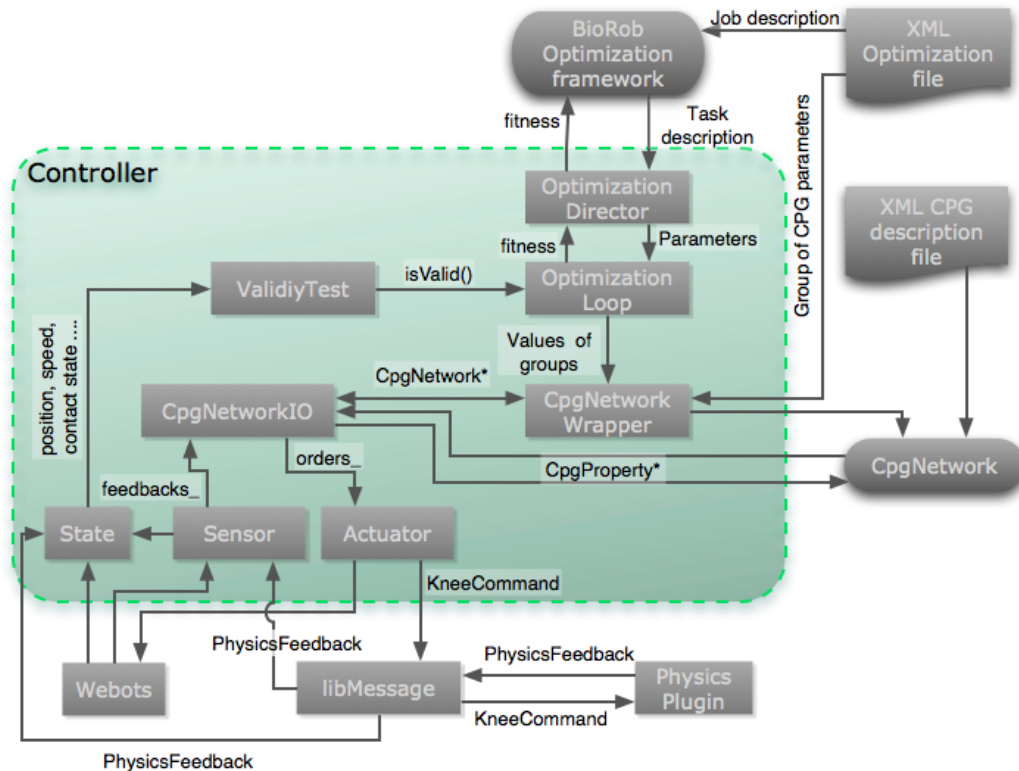 Job description
BioRob
Optimization
framework
XML
Optimization
file
fitness
Task
description
Group of CPG parameters
Controller
Optimization
Director
XML CPG
description
file
fitness
Parameters
ValidiyTest
isValid()
Optimization
Loop
position, speed,
contact state ....
Values of
groups
CpgNetwork*
CpgNetworkIO
CpgNetwork
Wrapper
orders_
CpgProperty*
CpgNetwork
feedbacks_
State
Sensor
Actuator
KneeCommand
PhysicsFeedback
PhysicsFeedback
Webots
libMessage
Physics
Plugin
KneeCommand
PhysicsFeedback